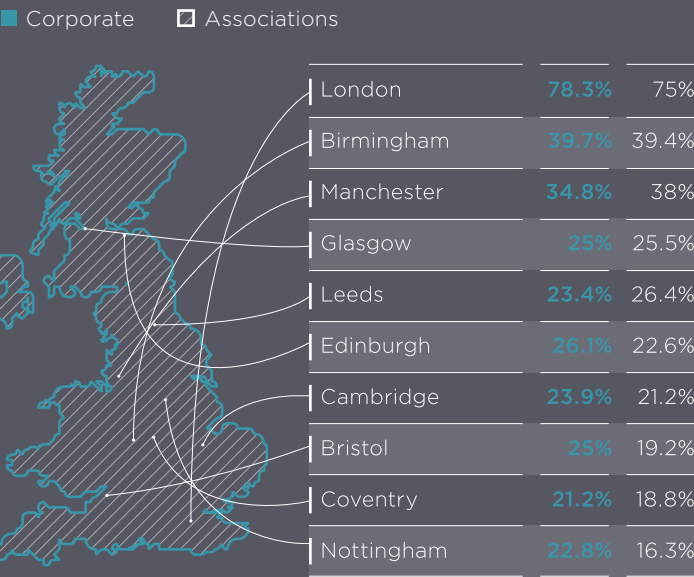 Corporate Associations
London 78.3% 75%
Birmingham 39.7% 39.4%
Manchester 34.8% 38%
Glasgow 25% 25.5%
Leeds 23.4% 26.4%
Edinburgh 26.1% 22.6%
Cambridge 23.9% 21.2%
Bristol 25% 19.2%
Coventry 21.2% 18.8%
Nottingham 22.8% 16.3%